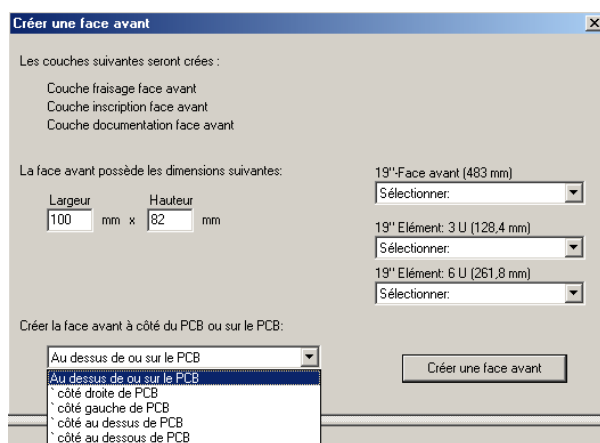 Créer une face avant
Les couches suivantes seront crées :
Couche fraisage face avant
Couche inscription face avant
Couche documentation face avant
La face avant possède les dimensions suivantes:
Largeur
Hauteur
100 mm x 82 mm
19"-Face avant (483 mm)
Sélectionner:
19" Elément: 3 U (128,4 mm)
Sélectionner:
19" Elément: 6 U (261,8 mm)
Sélectionner:
Créer la face avant à côté du PCB ou sur le PCB:
Au dessus de ou sur le PCB
Au dessus de ou sur le PCB
` côté droite de PCB
` côté gauche de PCB
` côté au dessus de PCB
` côté au dessous de PCB
Créer une face avant